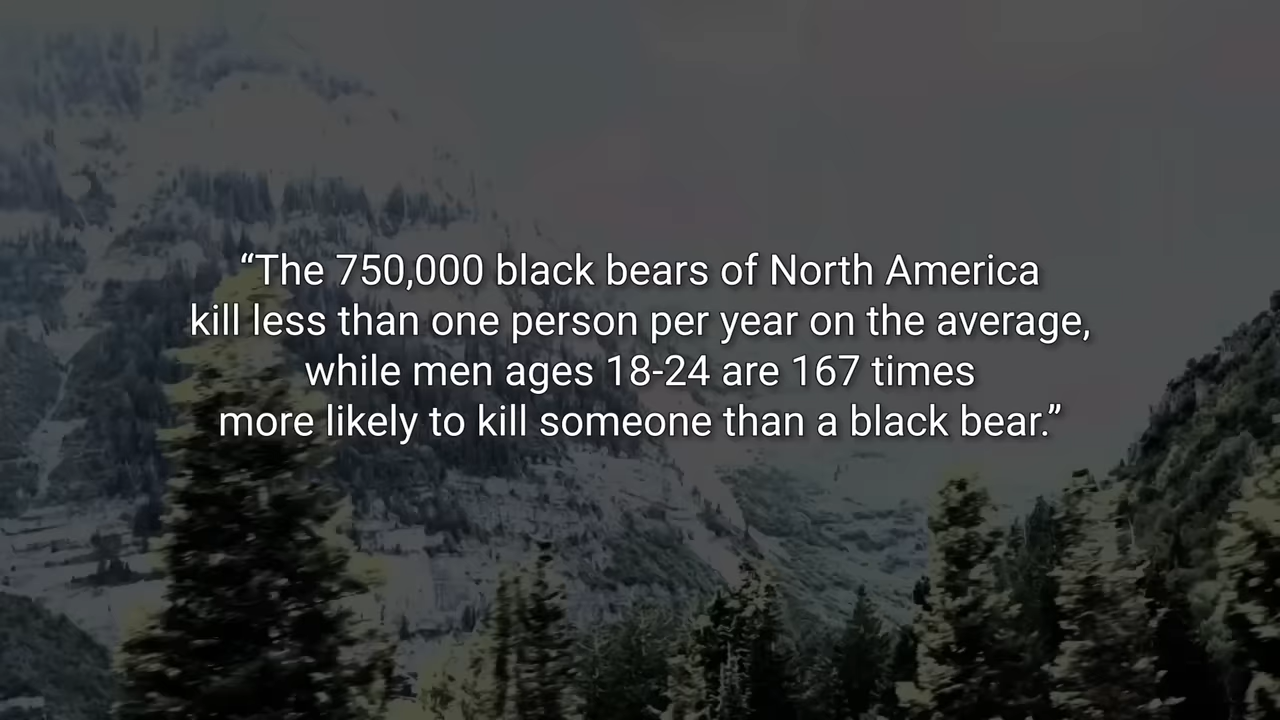 “The 750,000 black bears of North America
kill less than one person per year on the average,
while men ages 18-24 are 167 times
more likely to kill someone than a black bear.”